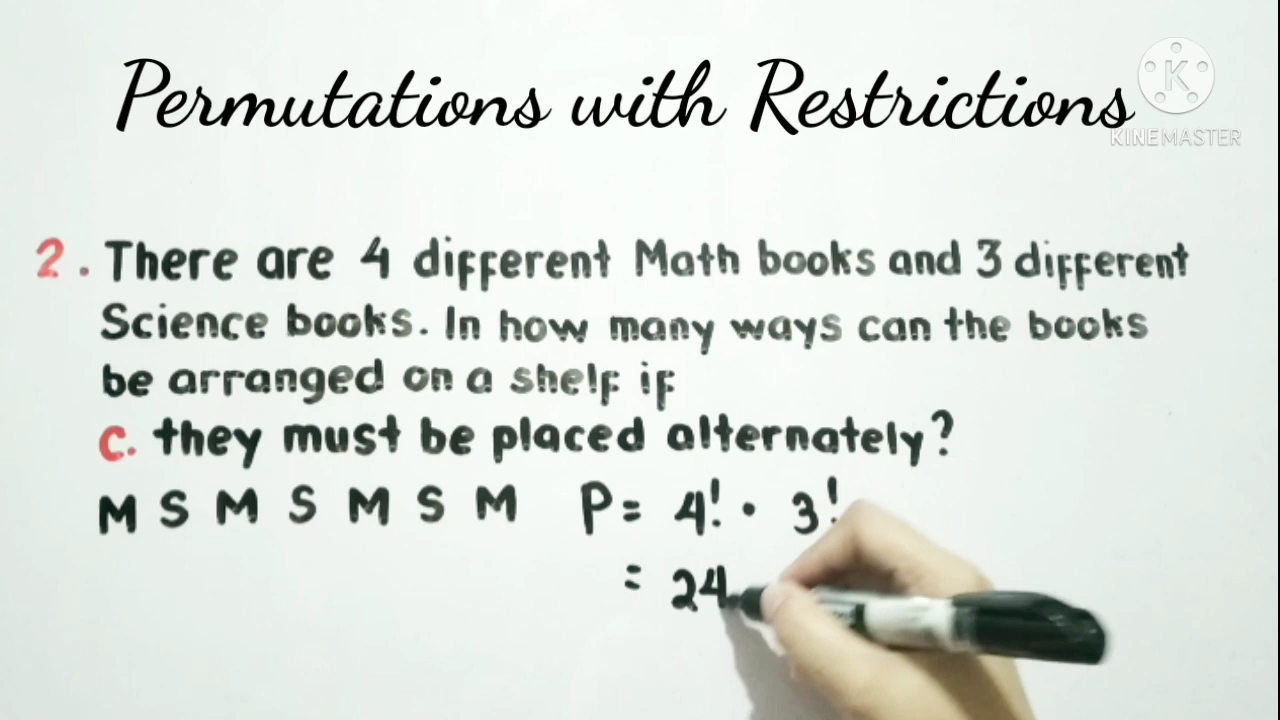 Permutations with Restrictions
K
KINEMASTER
2. There are 4 different Math books and 3 different
Science books. In how many ways can the books
be arranged on a shelf if
c. they must be placed alternately?
M S M S M S M P = 4! · 3!
= 24